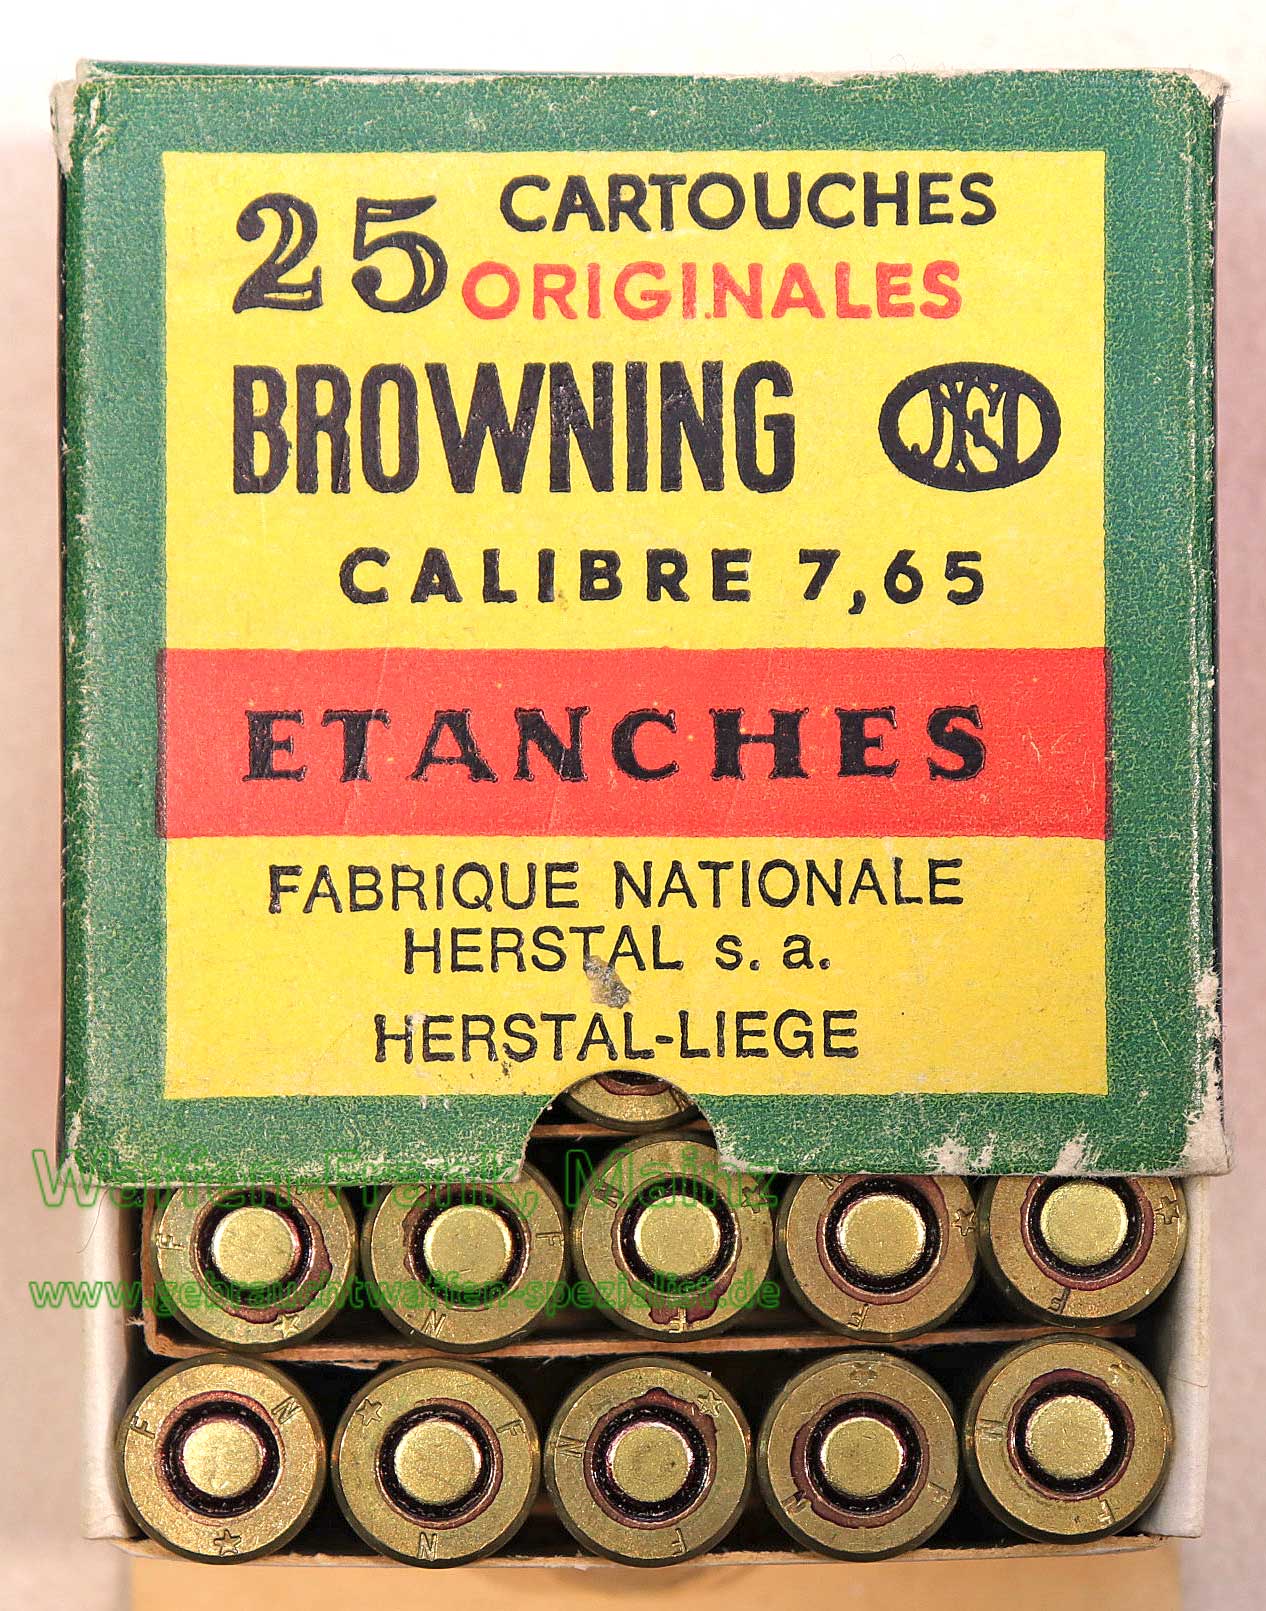 25 CARTOUCHES
ORIGINALES
BROWNING FN
CALIBRE 7,65
ETANCHES
FABRIQUE NATIONALE
HERSTAL s. a.
HERSTAL-LIEGE
Waffen-Frank, Mainz
F F N N F F
www.gebrauchtwaffen-spezialist.de
N F F F
F N F N N
N F N F F